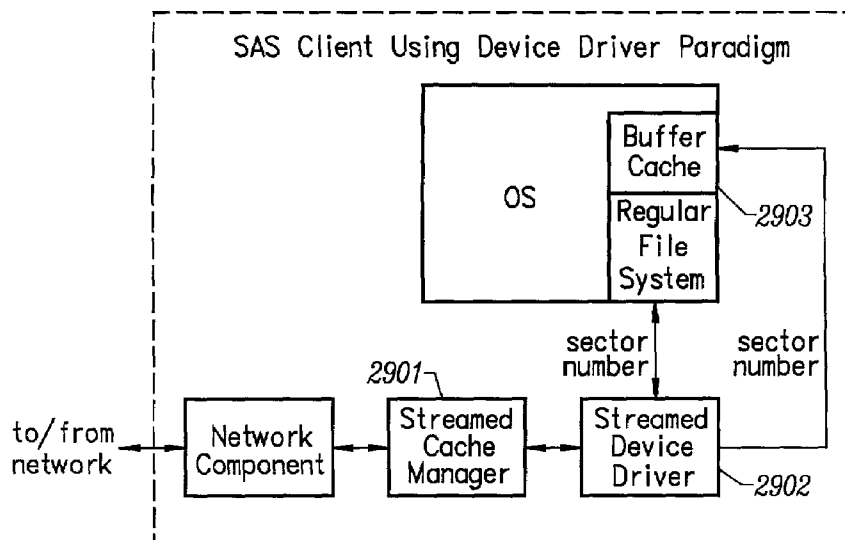 SAS Client Using Device Driver Paradigm
OS
Buffer
Cache
2903
Regular
File
System
sector
number
sector
number
2901
to/from
network
Network
Component
Streamed
Cache
Manager
Streamed
Device
Driver
2902